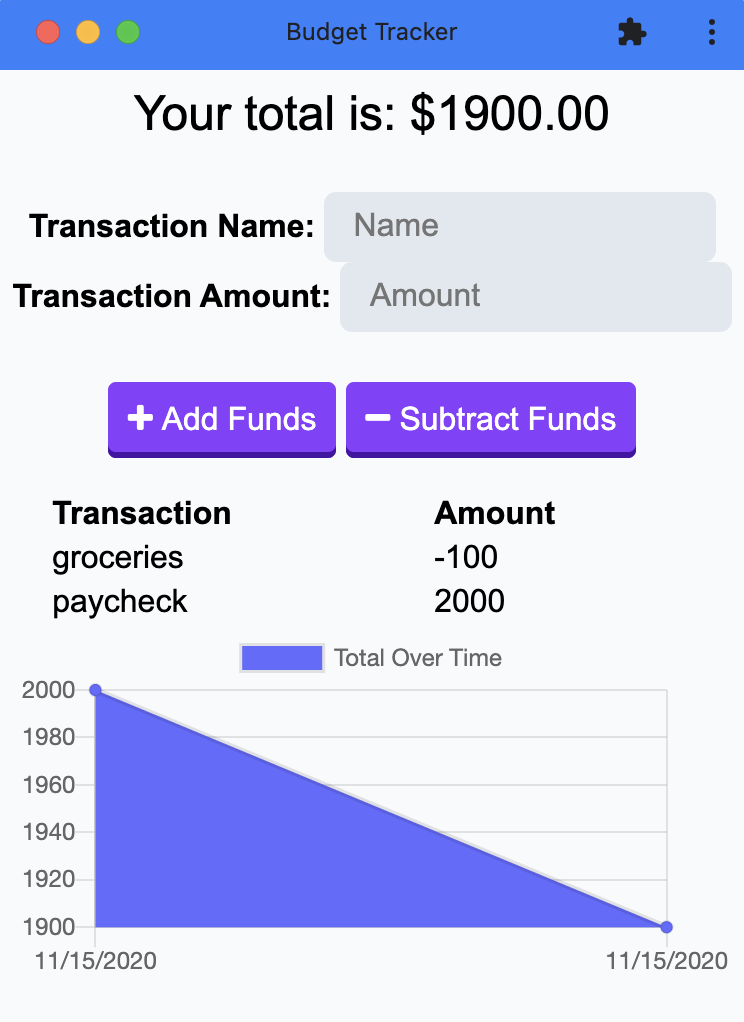 Budget Tracker
Your total is: $1900.00
Transaction Name: Name
Transaction Amount: Amount
Add Funds Subtract Funds
Transaction Amount
groceries -100
paycheck 2000
Total Over Time
2000
1980
1960
1940
1920
1900
11/15/2020 11/15/2020